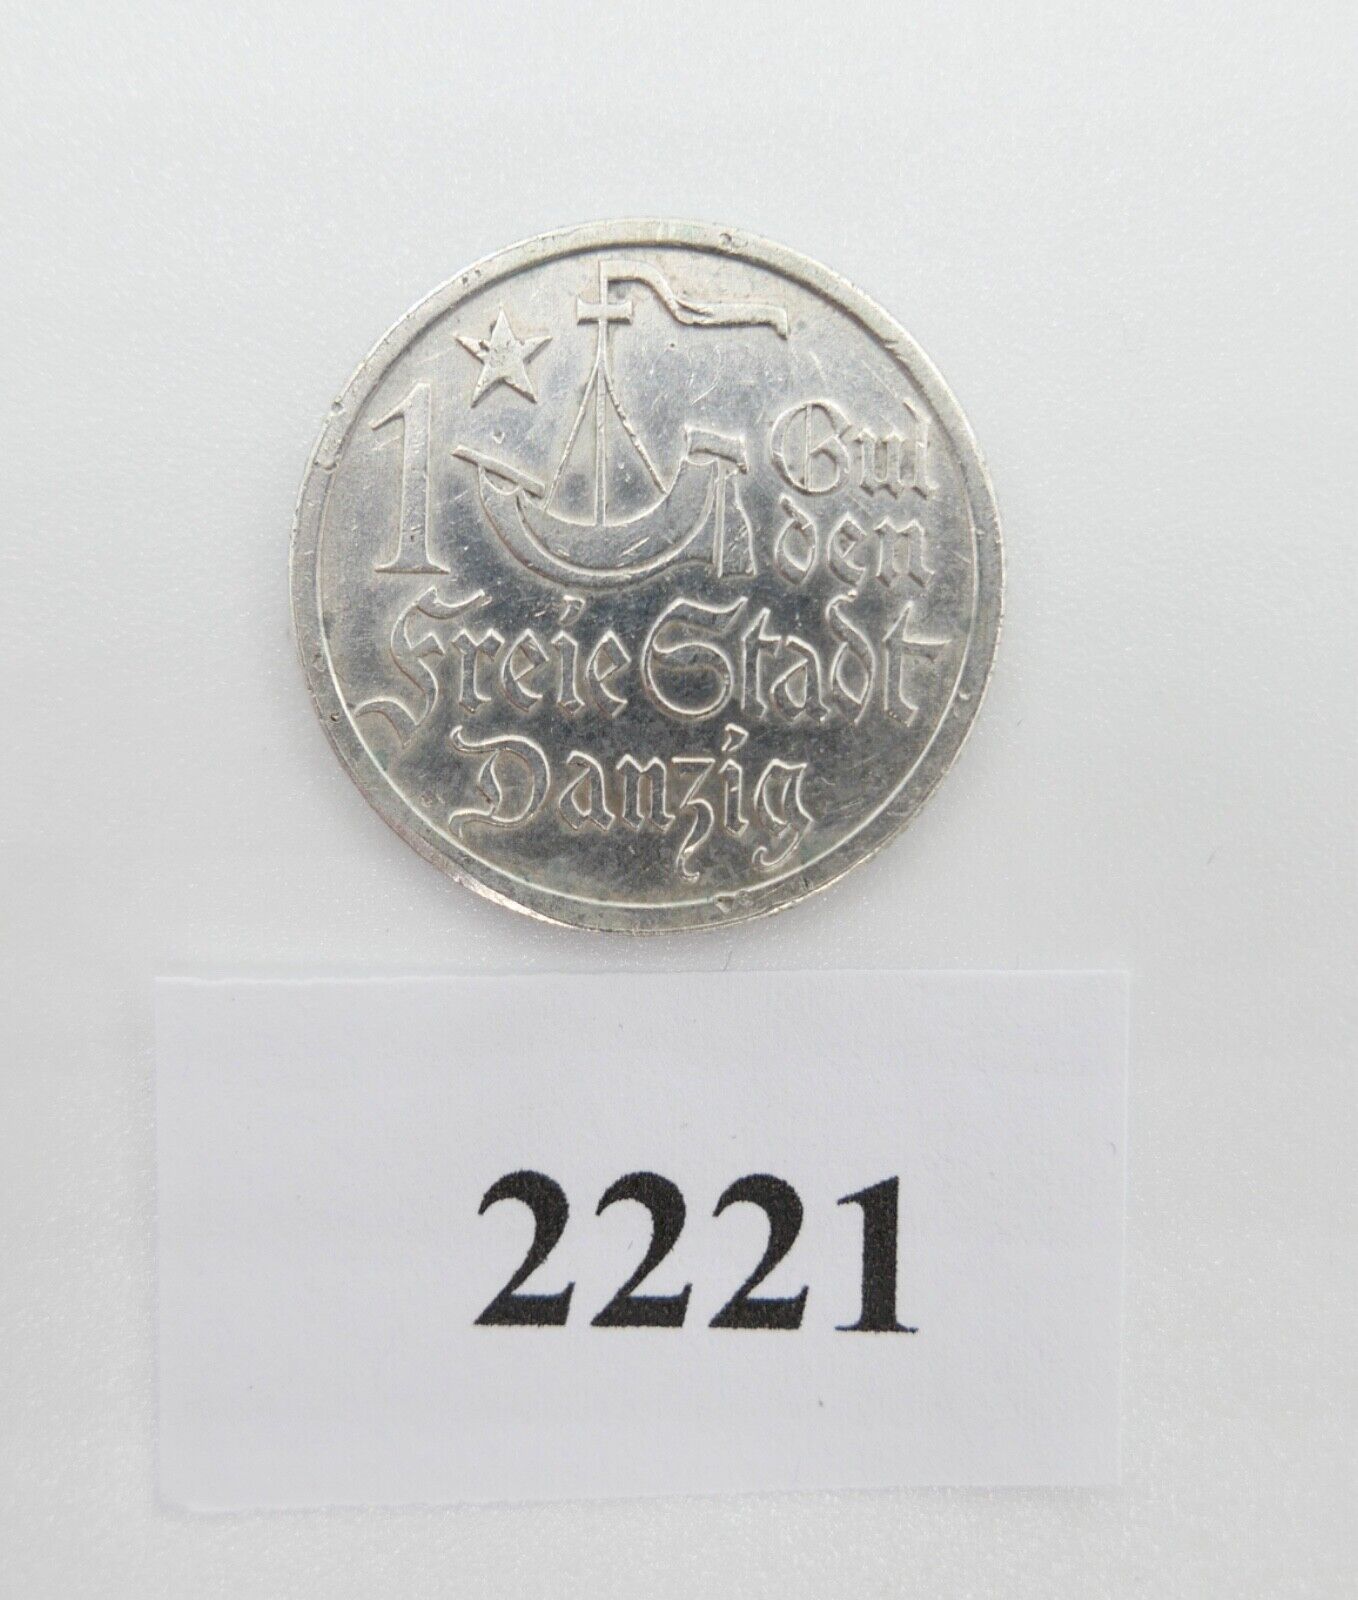 1 Gul
den
Freie Stadt
Danzig
2221